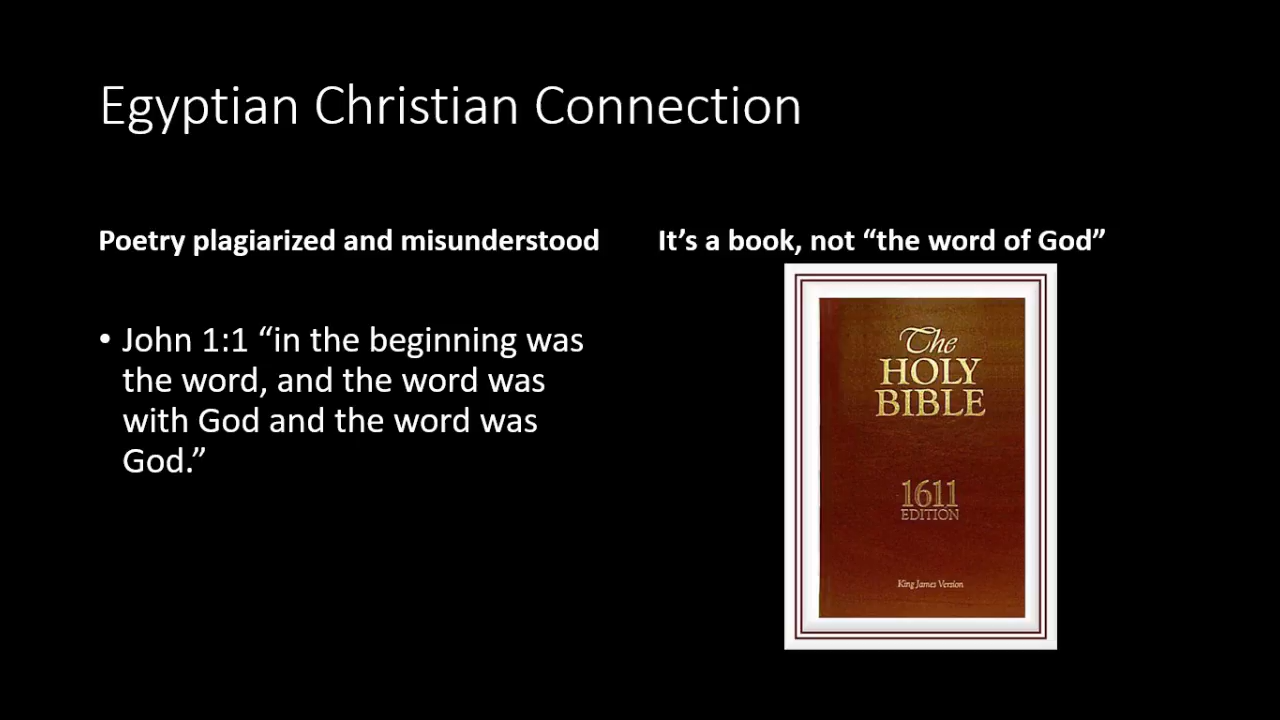 Egyptian Christian Connection
Poetry plagiarized and misunderstood
• John 1:1 “in the beginning was
the word, and the word was
with God and the word was
God.”
It’s a book, not “the word of God”
The
HOLY
BIBLE
1611
EDITION
King James Version